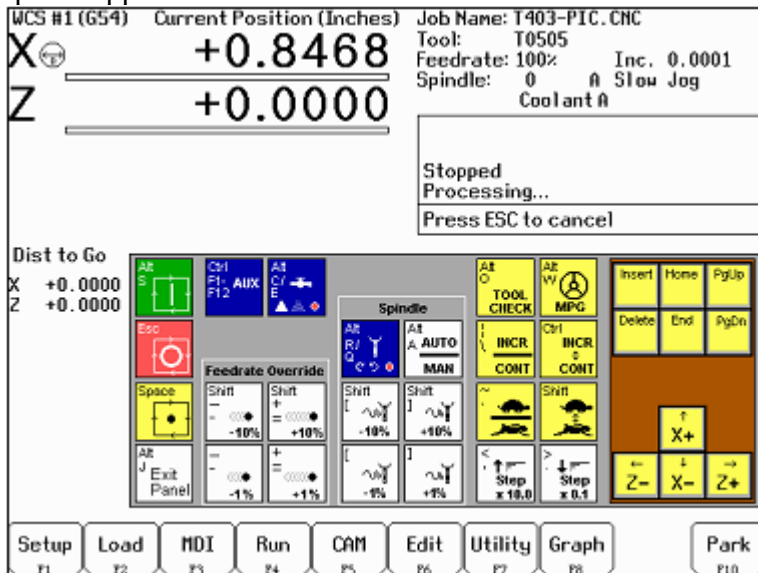 WCS #1 (G54) Current Position (Inches)
X +0.8468
Z +0.0000
Job Name: T403-PIC.CNC
Tool: T0505
Feedrate: 100% Inc. 0.0001
Spindle: 0 A Slow Jog
Coolant A
Stopped
Processing...
Press ESC to cancel
Dist to Go
X +0.0000
Z +0.0000
Alt
S
Ctrl
F1-
F12
AUX
Alt
C/
E
Alt
O
TOOL
CHECK
Alt
W
MPG
Insert Home PgUp
Delete End PgDn
Esc
Spindle
Alt
R/
Q
Alt
A AUTO
MAN
|
\ INCR
CONT
Ctrl
INCR
CONT
Feedrate Override
Space
Shift
-
-10%
Shift
+
=
+10%
Shift
[
-10%
Shift
]
+10%
~
Shift
Alt
J Exit
Panel
-
-1%
+
=
+1%
[
-1%
]
+1%
<
Step
x 10.0
>
Step
x 0.1
↑
X+
←
Z-
↓
X-
→
Z+
Setup Load MDI Run CAM Edit Utility Graph Park
F1 F2 F3 F4 F5 F6 F7 F8 F10